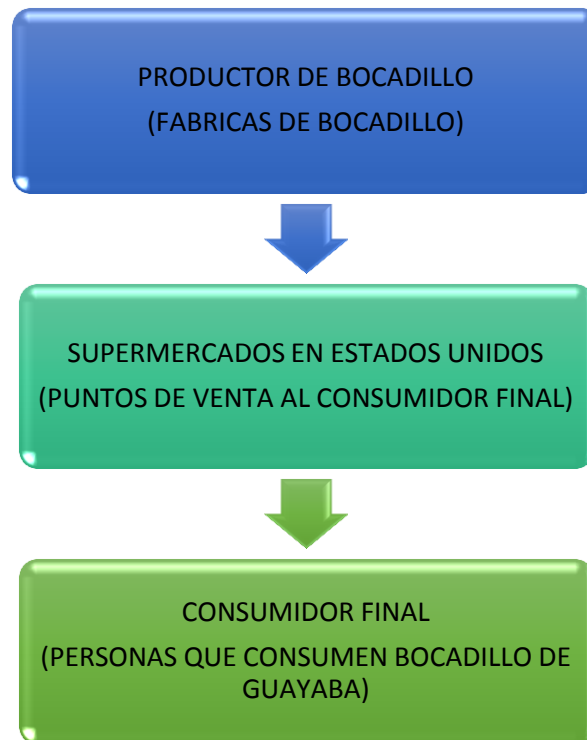 PRODUCTOR DE BOCADILLO
(FABRICAS DE BOCADILLO)
SUPERMERCADOS EN ESTADOS UNIDOS
(PUNTOS DE VENTA AL CONSUMIDOR FINAL)
CONSUMIDOR FINAL
(PERSONAS QUE CONSUMEN BOCADILLO DE
GUAYABA)